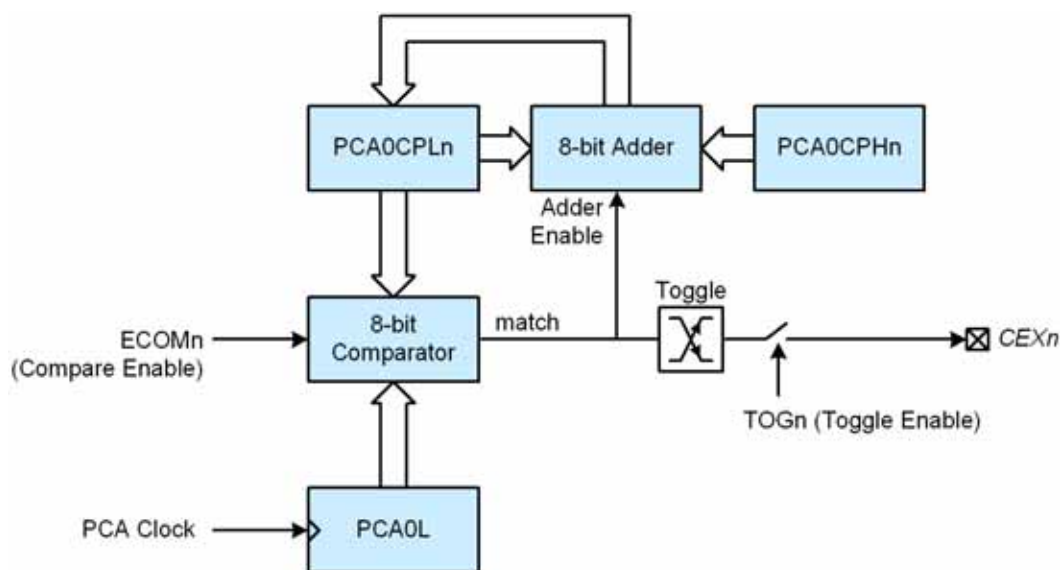 PCA0CPLn
8-bit Adder
PCA0CPHn
Adder
Enable
Toggle
ECOMn
(Compare Enable)
8-bit
Comparator
match
CEXn
TOGn (Toggle Enable)
PCA Clock
PCA0L